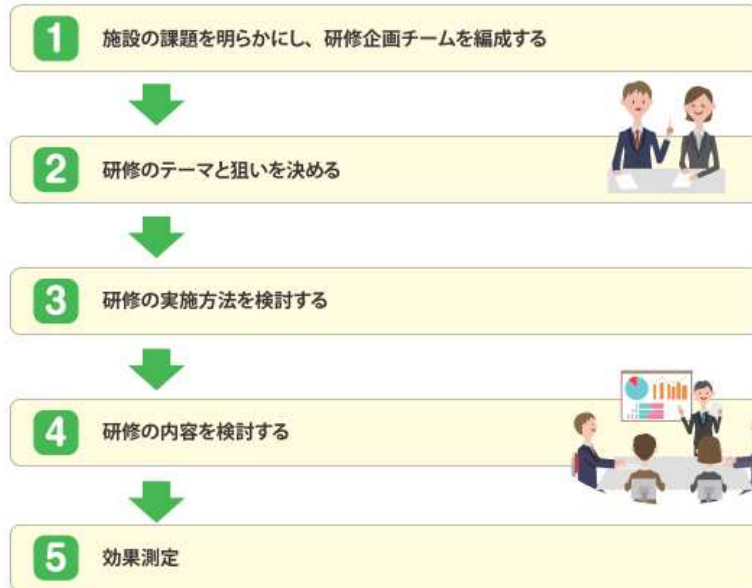 1 施設の課題を明らかにし、研修企画チームを編成する
2 研修のテーマと狙いを決める
3 研修の実施方法を検討する
4 研修の内容を検討する
5 効果測定